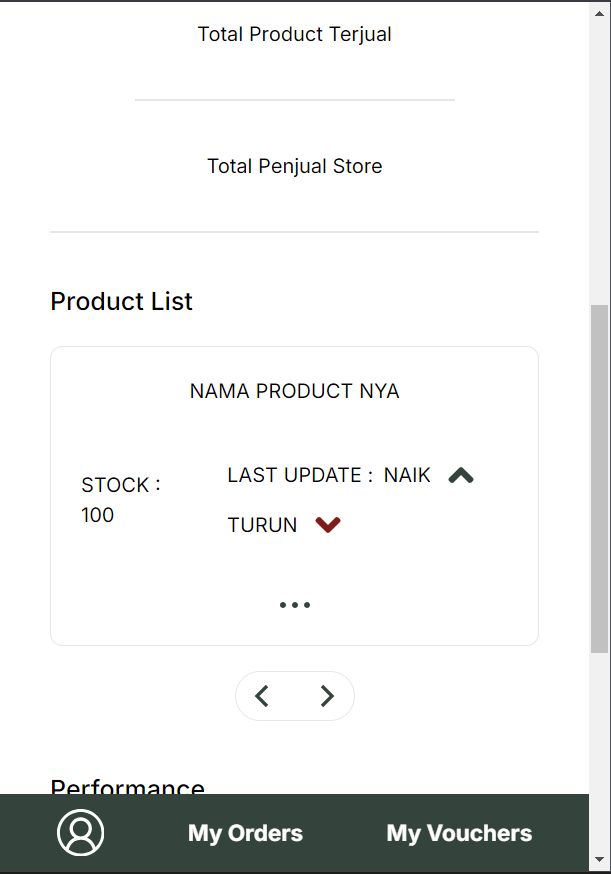 Total Product Terjual
Total Penjual Store
Product List
NAMA PRODUCT NYA
STOCK :
100
LAST UPDATE : NAIK
TURUN
Performance
My Orders
My Vouchers